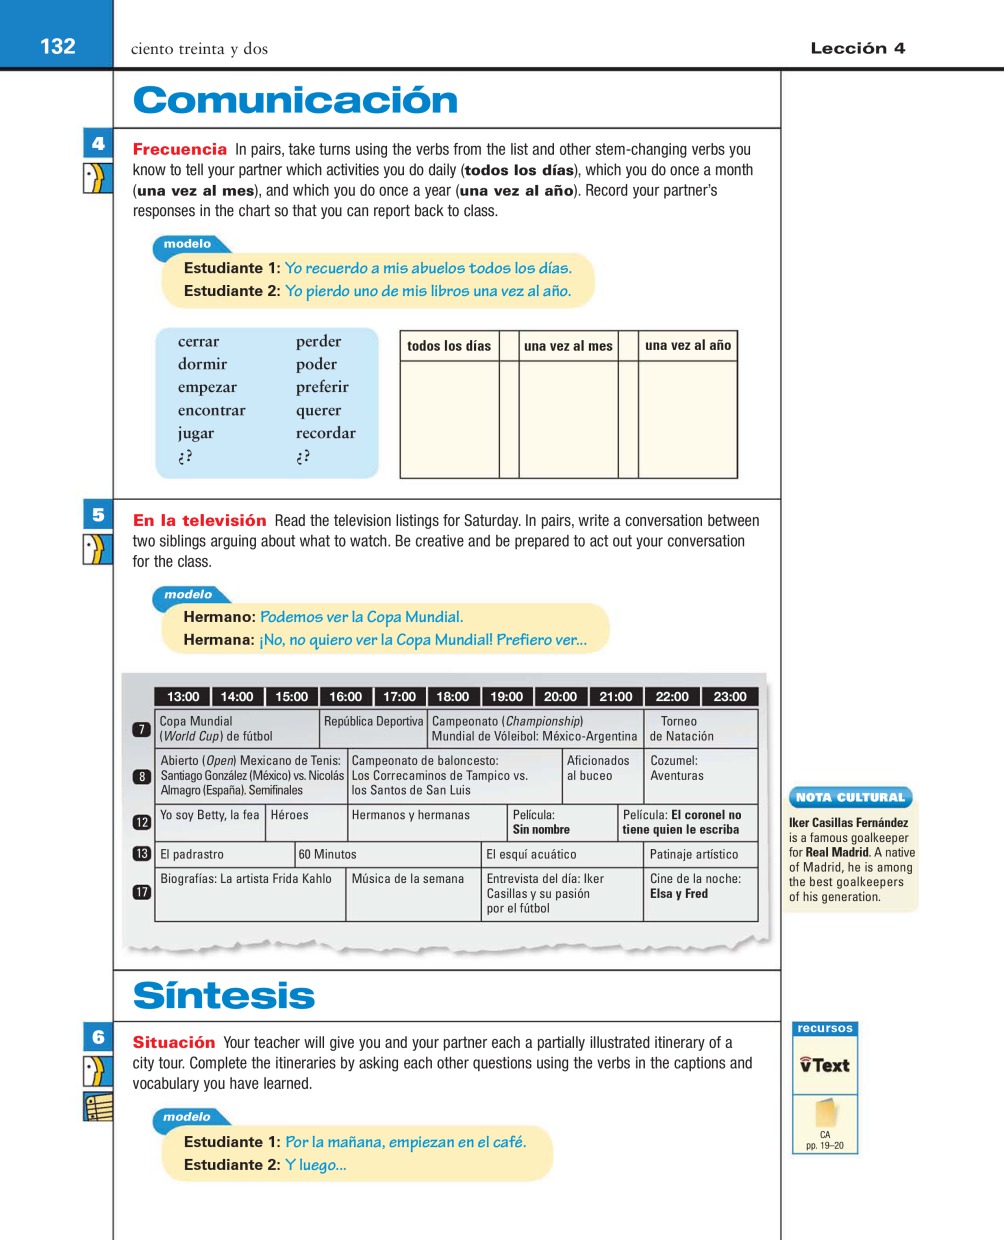 132
ciento treinta y dos
Lección 4
Comunicación
4
Frecuencia In pairs, take turns using the verbs from the list and other stem-changing verbs you
know to tell your partner which activities you do daily (todos los días), which you do once a month
(una vez al mes), and which you do once a year (una vez al año). Record your partner's
responses in the chart so that you can report back to class.
modelo
Estudiante 1: Yo recuerdo a mis abuelos todos los días.
Estudiante 2: Yo pierdo uno de mis libros una vez al año.
cerrar perder
dormir poder
empezar preferir
encontrar querer
jugar recordar
¿? ¿?
todos los días una vez al mes una vez al año
5
En la televisión Read the television listings for Saturday. In pairs, write a conversation between
two siblings arguing about what to watch. Be creative and be prepared to act out your conversation
for the class.
modelo
Hermano: Podemos ver la Copa Mundial.
Hermana: ¡No, no quiero ver la Copa Mundial! Prefiero ver...
13:00 14:00 15:00 16:00 17:00 18:00 19:00 20:00 21:00 22:00 23:00
7
Copa Mundial
(World Cup) de fútbol
República Deportiva
Campeonato (Championship)
Mundial de Vóleibol: México-Argentina
Torneo
de Natación
8
Abierto (Open) Mexicano de Tenis:
Santiago González (México) vs. Nicolás
Almagro (España). Semifinales
Campeonato de baloncesto:
Los Correcaminos de Tampico vs.
los Santos de San Luis
Aficionados
al buceo
Cozumel:
Aventuras
12
Yo soy Betty, la fea
Héroes
Hermanos y hermanas
Película:
Sin nombre
Película: El coronel no
tiene quien le escriba
13
El padrastro
60 Minutos
El esquí acuático
Patinaje artístico
17
Biografías: La artista Frida Kahlo
Música de la semana
Entrevista del día: Iker
Casillas y su pasión
por el fútbol
Cine de la noche:
Elsa y Fred
NOTA CULTURAL
Iker Casillas Fernández
is a famous goalkeeper
for Real Madrid. A native
of Madrid, he is among
the best goalkeepers
of his generation.
Síntesis
6
Situación Your teacher will give you and your partner each a partially illustrated itinerary of a
city tour. Complete the itineraries by asking each other questions using the verbs in the captions and
vocabulary you have learned.
modelo
Estudiante 1: Por la mañana, empiezan en el café.
Estudiante 2: Y luego...
recursos
vText
CA
pp. 19–20